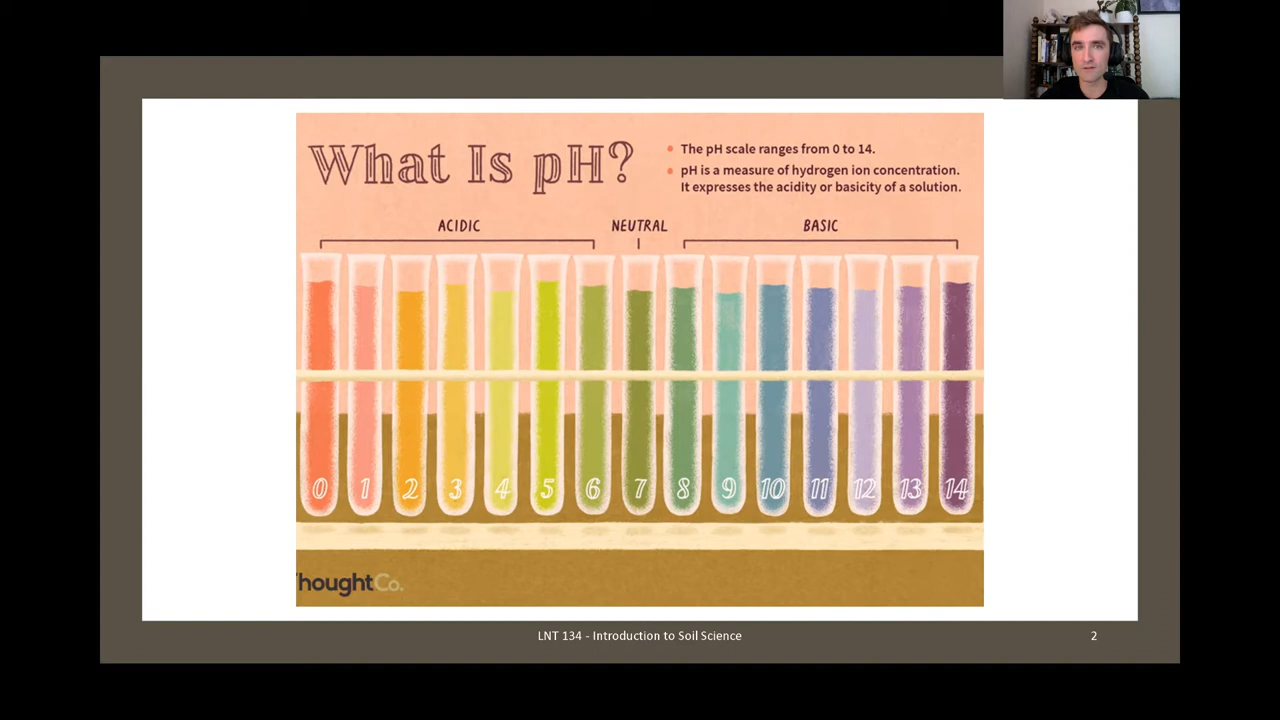 What Is pH?
The pH scale ranges from 0 to 14.
pH is a measure of hydrogen ion concentration.
It expresses the acidity or basicity of a solution.
ACIDIC NEUTRAL BASIC
0 1 2 3 4 5 6 7 8 9 10 11 12 13 14
houghtCo.
LNT 134 - Introduction to Soil Science 2